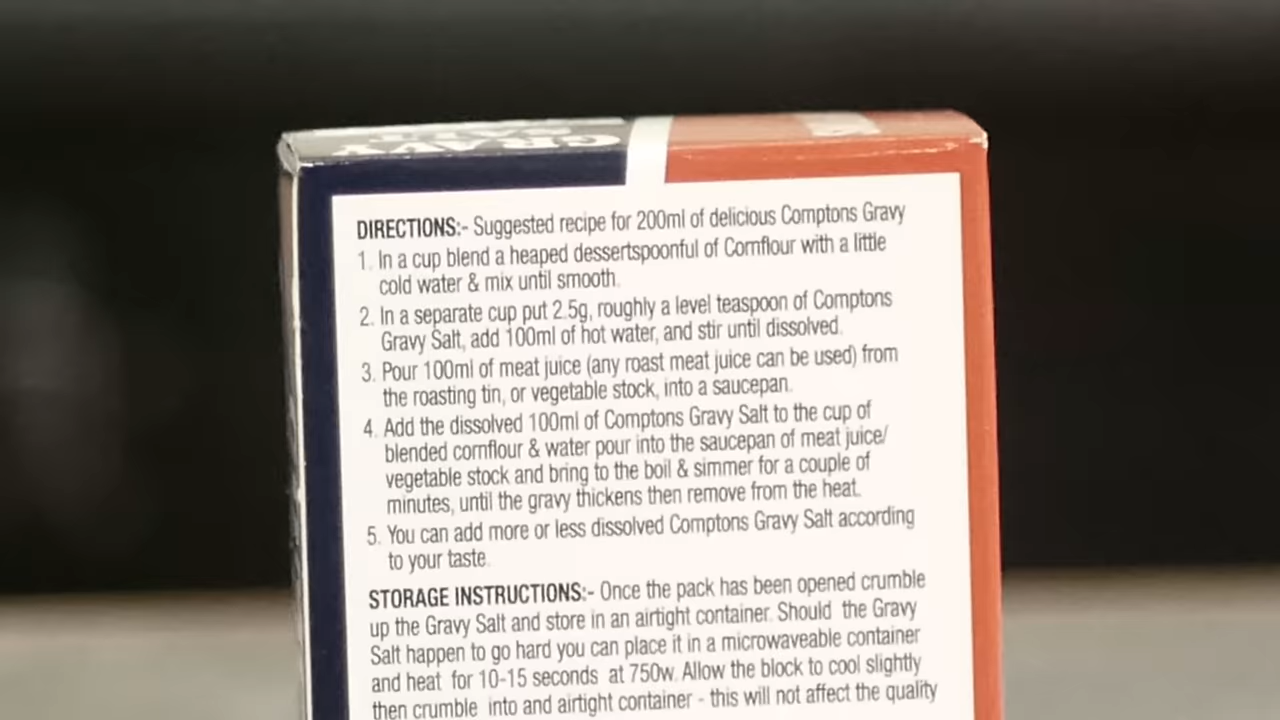 GRAVY
SALT
DIRECTIONS:- Suggested recipe for 200ml of delicious Comptons Gravy
1. In a cup blend a heaped dessertspoonful of Cornflour with a little
cold water & mix until smooth.
2. In a separate cup put 2.5g, roughly a level teaspoon of Comptons
Gravy Salt, add 100ml of hot water, and stir until dissolved.
3. Pour 100ml of meat juice (any roast meat juice can be used) from
the roasting tin, or vegetable stock, into a saucepan.
4. Add the dissolved 100ml of Comptons Gravy Salt to the cup of
blended cornflour & water pour into the saucepan of meat juice/
vegetable stock and bring to the boil & simmer for a couple of
minutes, until the gravy thickens then remove from the heat.
5. You can add more or less dissolved Comptons Gravy Salt according
to your taste.
STORAGE INSTRUCTIONS:- Once the pack has been opened crumble
up the Gravy Salt and store in an airtight container. Should the Gravy
Salt happen to go hard you can place it in a microwaveable container
and heat for 10-15 seconds at 750w. Allow the block to cool slightly
then crumble into and airtight container - this will not affect the quality